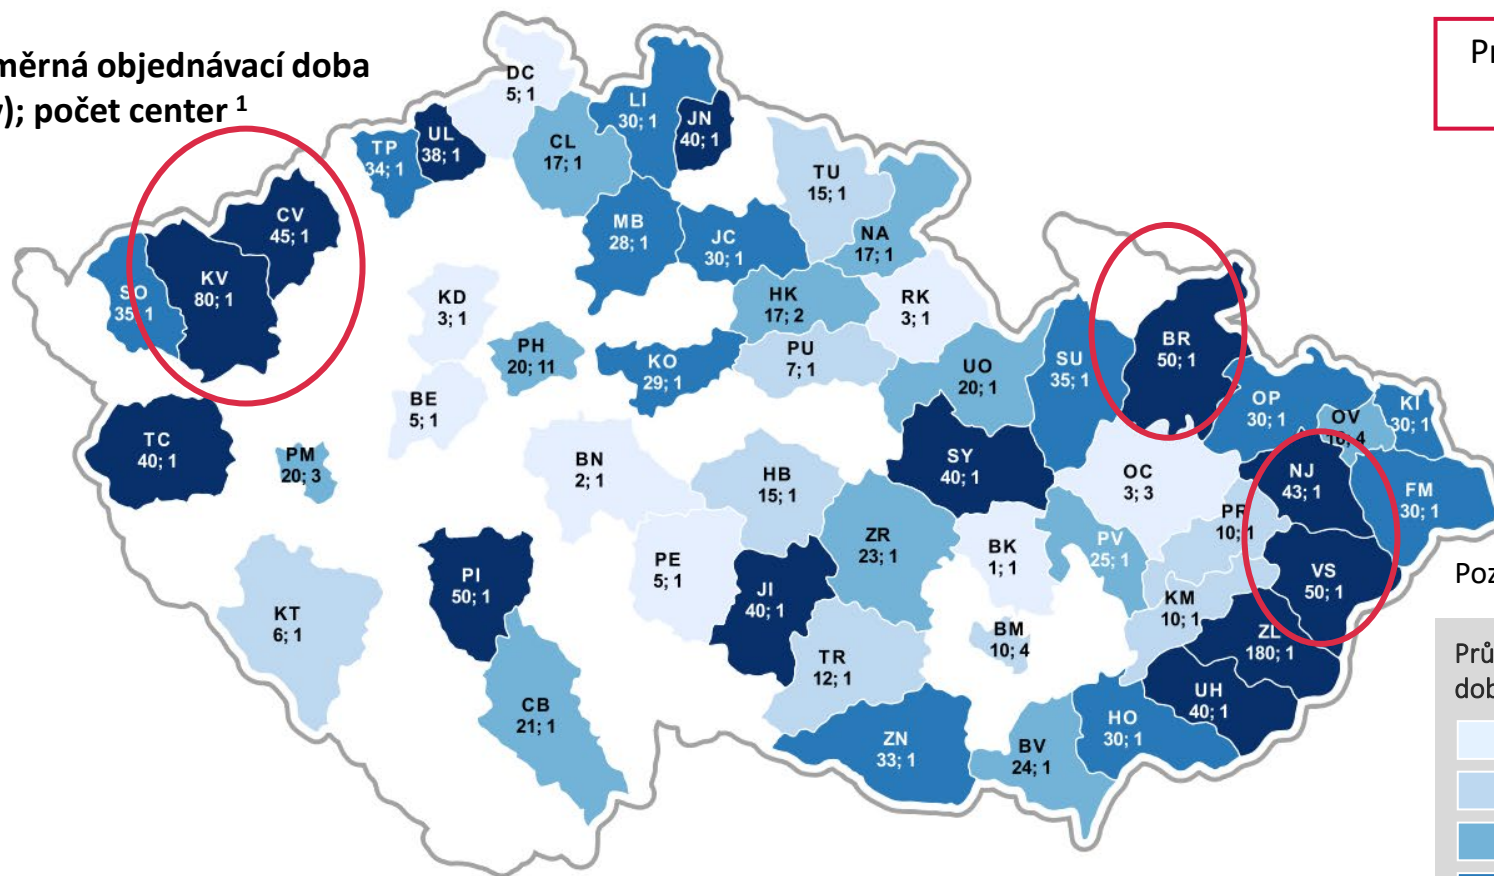 měrná objednávací doba
); počet center ¹
Pr
DC
5; 1
LI
30; 1
JN
40; 1
UL
38; 1
TP
34; 1
CL
17; 1
TU
15; 1
CV
45; 1
MB
28; 1
JC
30; 1
NA
17; 1
KV
80; 1
SO
35; 1
KD
3; 1
HK
17; 2
RK
3; 1
PH
20; 11
KO
29; 1
PU
7; 1
UO
20; 1
SU
35; 1
BR
50; 1
BE
5; 1
OP
30; 1
OV
4
KI
30; 1
TC
40; 1
PM
20; 3
BN
2; 1
HB
15; 1
SY
40; 1
OC
3; 3
NJ
43; 1
FM
30; 1
PR
10; 1
PE
5; 1
ZR
23; 1
BK
1; 1
PV
25; 1
PI
50; 1
JI
40; 1
VS
50; 1
KT
6; 1
KM
10; 1
BM
10; 4
ZL
180; 1
TR
12; 1
UH
40; 1
CB
21; 1
ZN
33; 1
BV
24; 1
HO
30; 1
Poz
Prů
dob